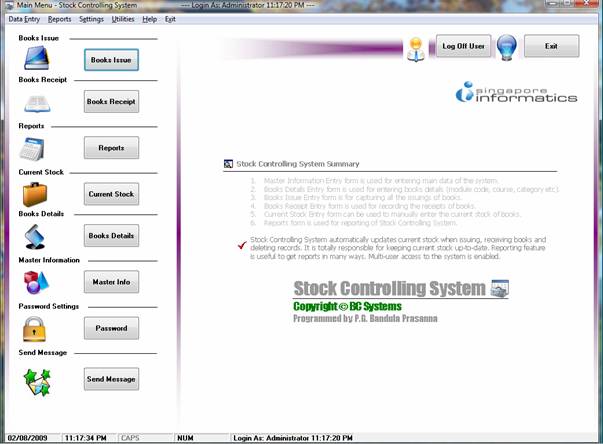 Main Menu - Stock Controlling System --- Login As: Administrator 11:17:20 PM ---
Data Entry Reports Settings Utilities Help Exit
Books Issue
Books Issue
Log Off User
Exit
Books Receipt
Books Receipt
singapore
informatics
Reports
Reports
Stock Controlling System Summary
1. Master Information Entry form is used for entering main data of the system.
2. Books Details Entry form is used for entering books details (module code, course, category etc).
3. Books Issue Entry form is for capturing all the issuings of books.
4. Books Receipt Entry form is used for recording the receipts of books.
5. Current Stock Entry form can be used to manually enter the current stock of books.
6. Reports form is used for reporting of Stock Controlling System.
Current Stock
Current Stock
Books Details
Books Details
Stock Controlling System automatically updates current stock when issuing, receiving books and
deleting records. It is totally responsible for keeping current stock up-to-date. Reporting feature
is useful to get reports in many ways. Multi-user access to the system is enabled.
Master Information
Master Info
Stock Controlling System
Copyright © BC Systems
Programmed by P.G. Bandula Prasanna
Password Settings
Password
Send Message
Send Message
02/08/2009 11:17:34 PM CAPS NUM Login As: Administrator 11:17:20 PM